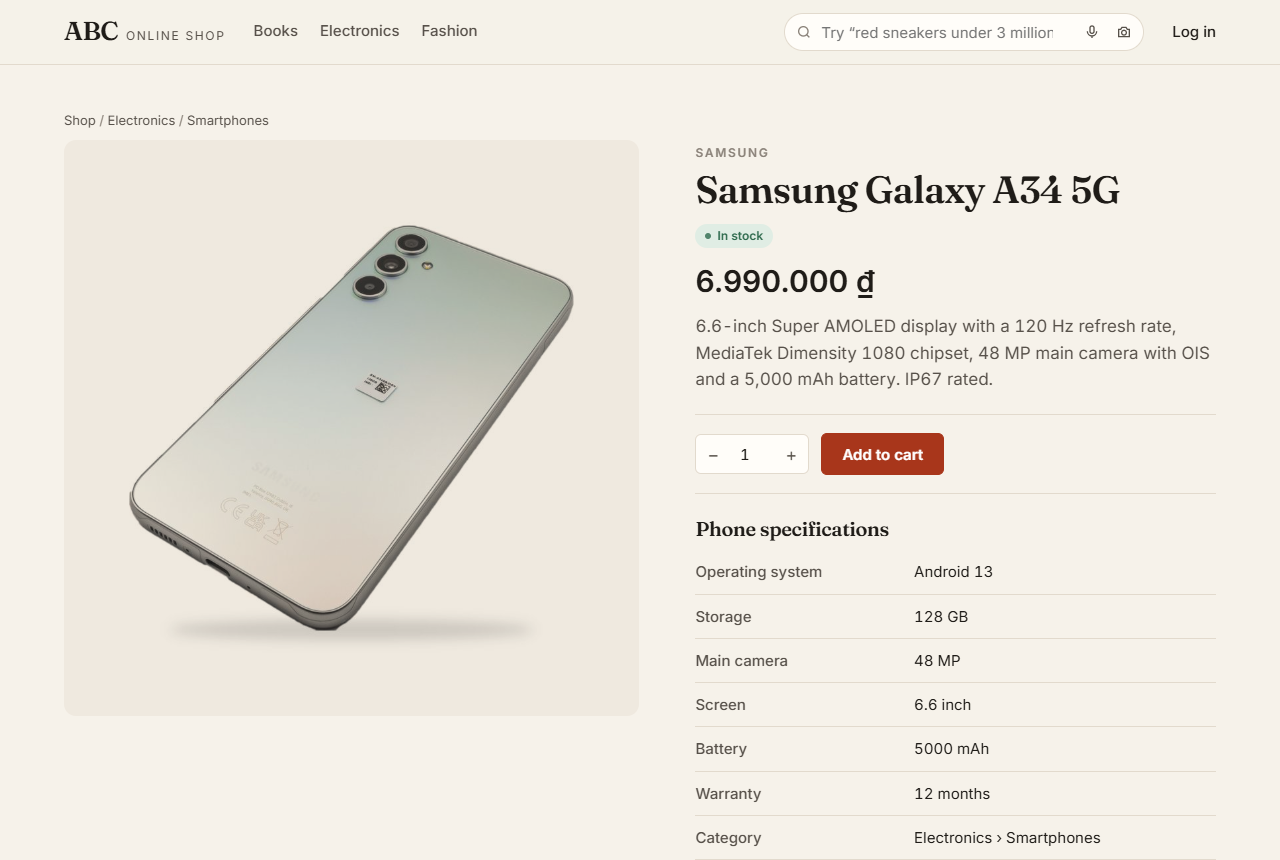 ABC ONLINE SHOP
Books
Electronics
Fashion
Try “red sneakers under 3 million
Log in
Shop / Electronics / Smartphones
SAMSUNG
Samsung Galaxy A34 5G
In stock
6.990.000 ₫
6.6-inch Super AMOLED display with a 120 Hz refresh rate,
MediaTek Dimensity 1080 chipset, 48 MP main camera with OIS
and a 5,000 mAh battery. IP67 rated.
− 1 +
Add to cart
Phone specifications
Operating system Android 13
Storage 128 GB
Main camera 48 MP
Screen 6.6 inch
Battery 5000 mAh
Warranty 12 months
Category Electronics › Smartphones
SAMSUNG